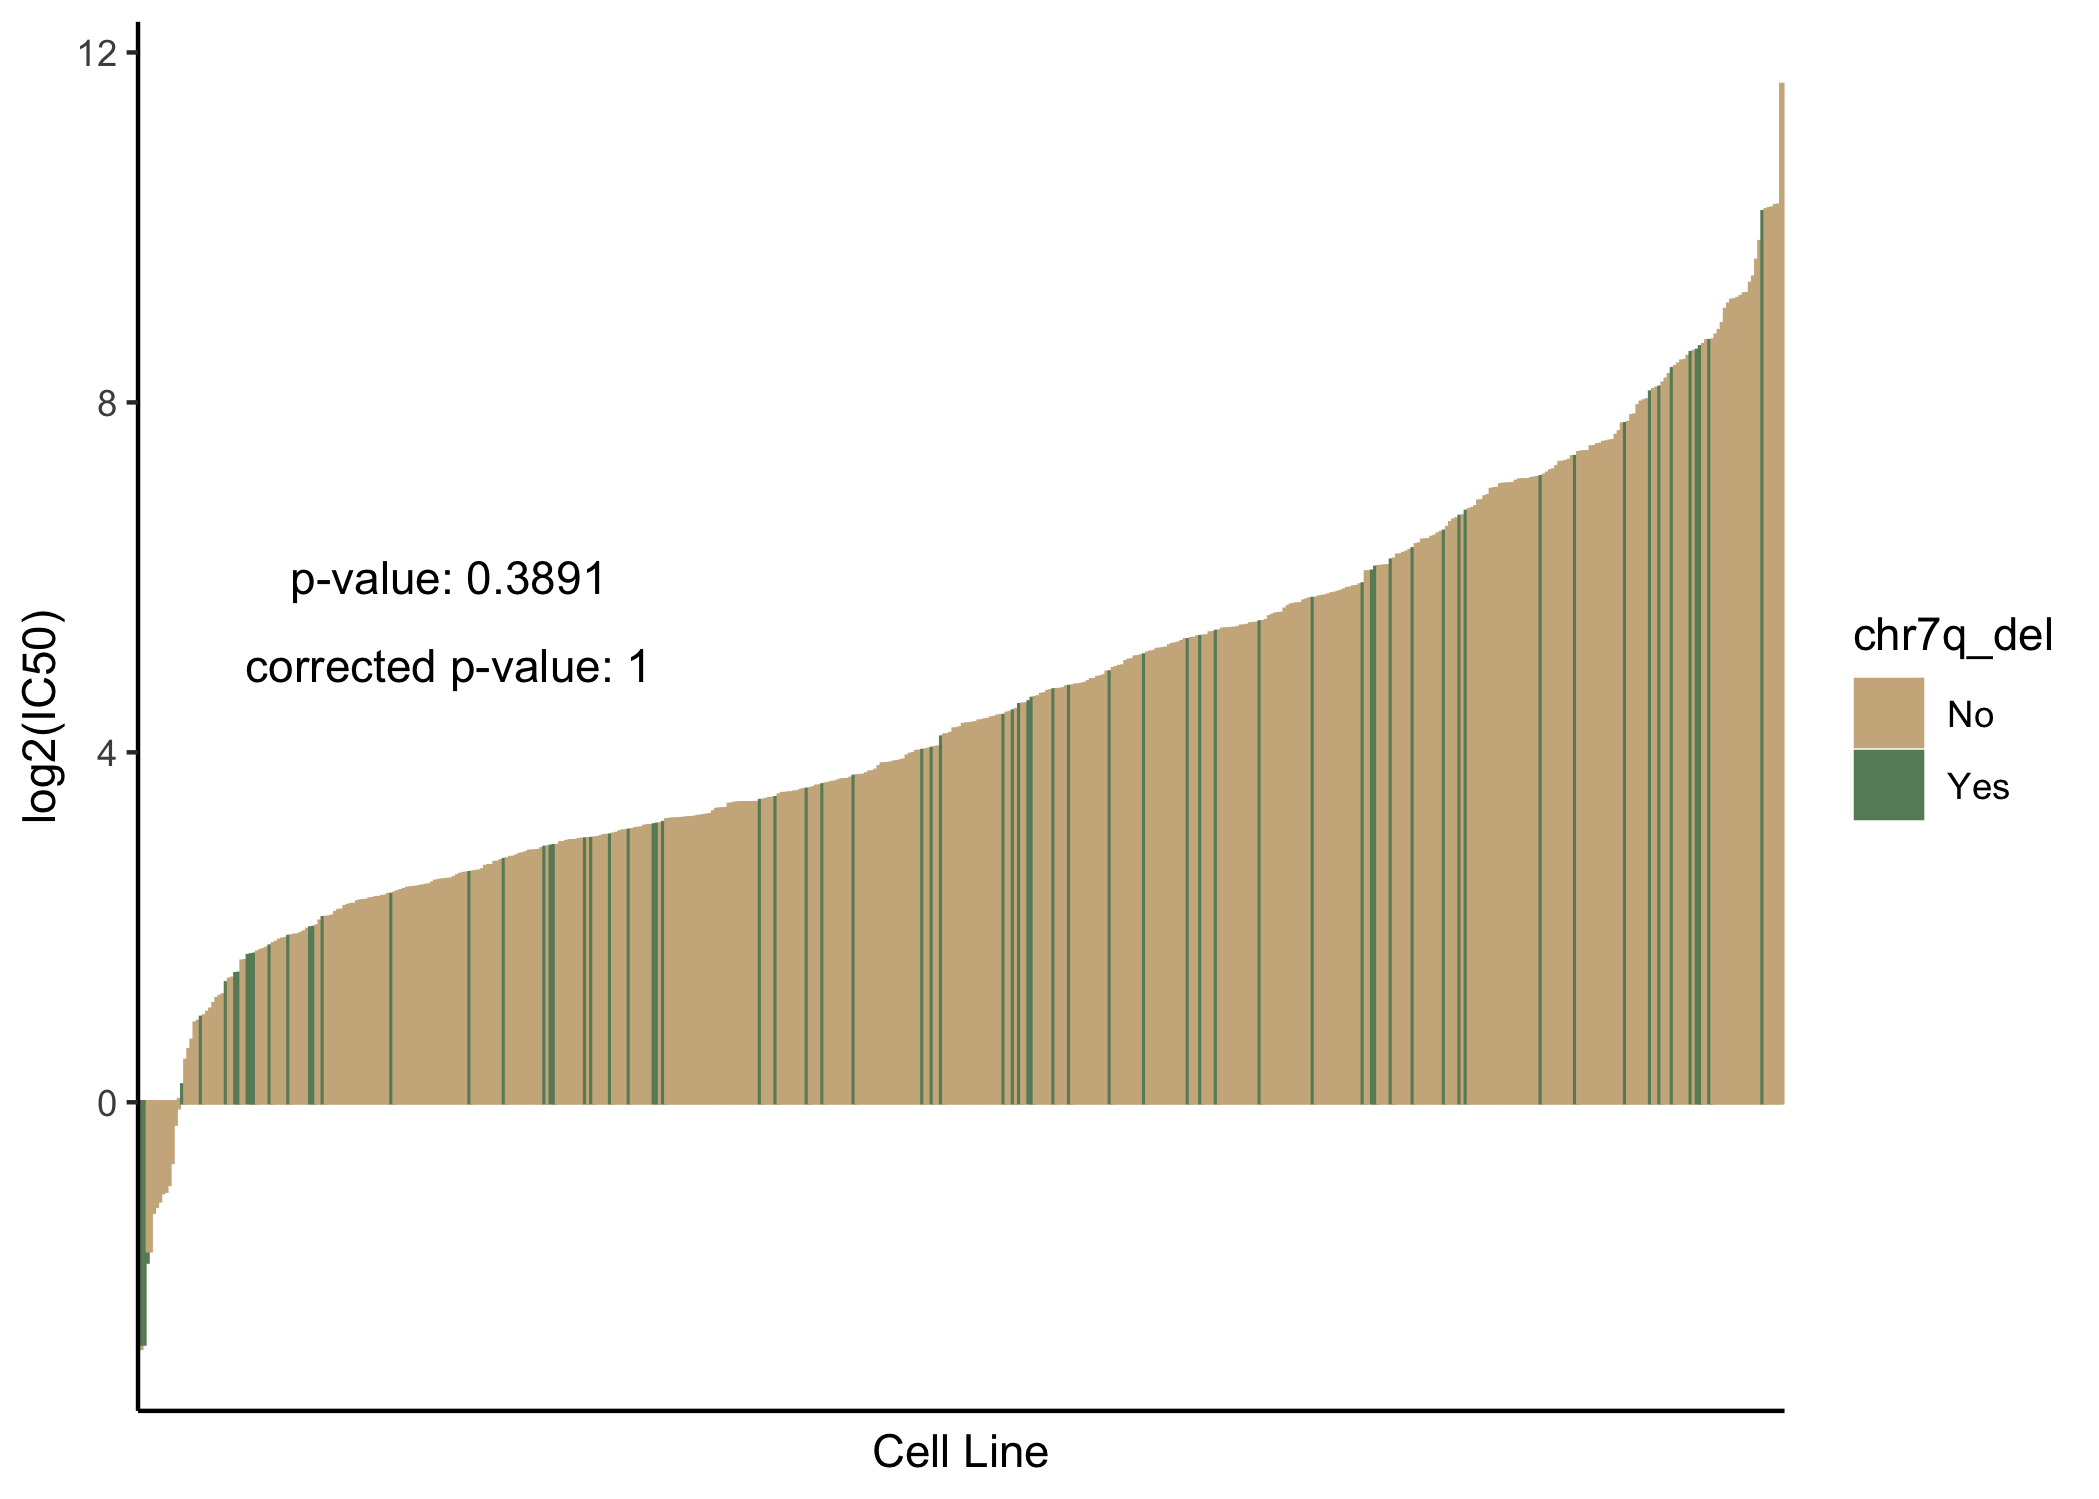 12
8
4
0
log2(IC50)
p-value: 0.3891
corrected p-value: 1
Cell Line
chr7q_del
No
Yes